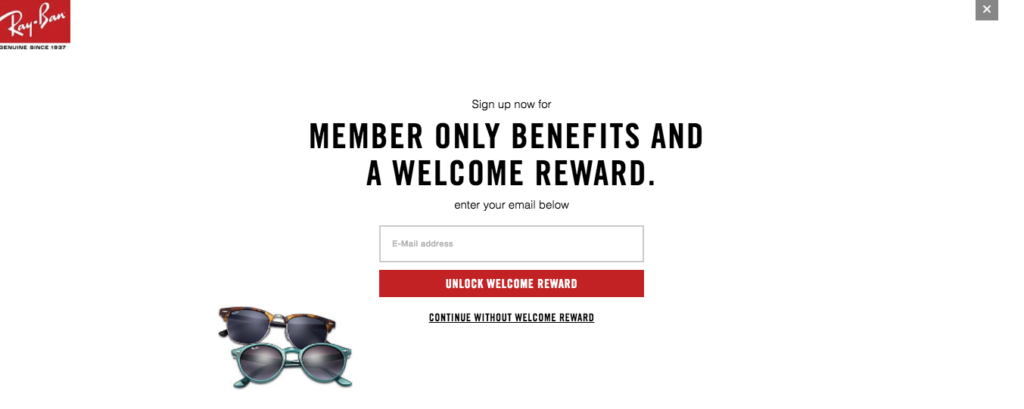 Ray-Ban
GENUINE SINCE 1937
×
Sign up now for
MEMBER ONLY BENEFITS AND
A WELCOME REWARD.
enter your email below
E-Mail address
UNLOCK WELCOME REWARD
CONTINUE WITHOUT WELCOME REWARD